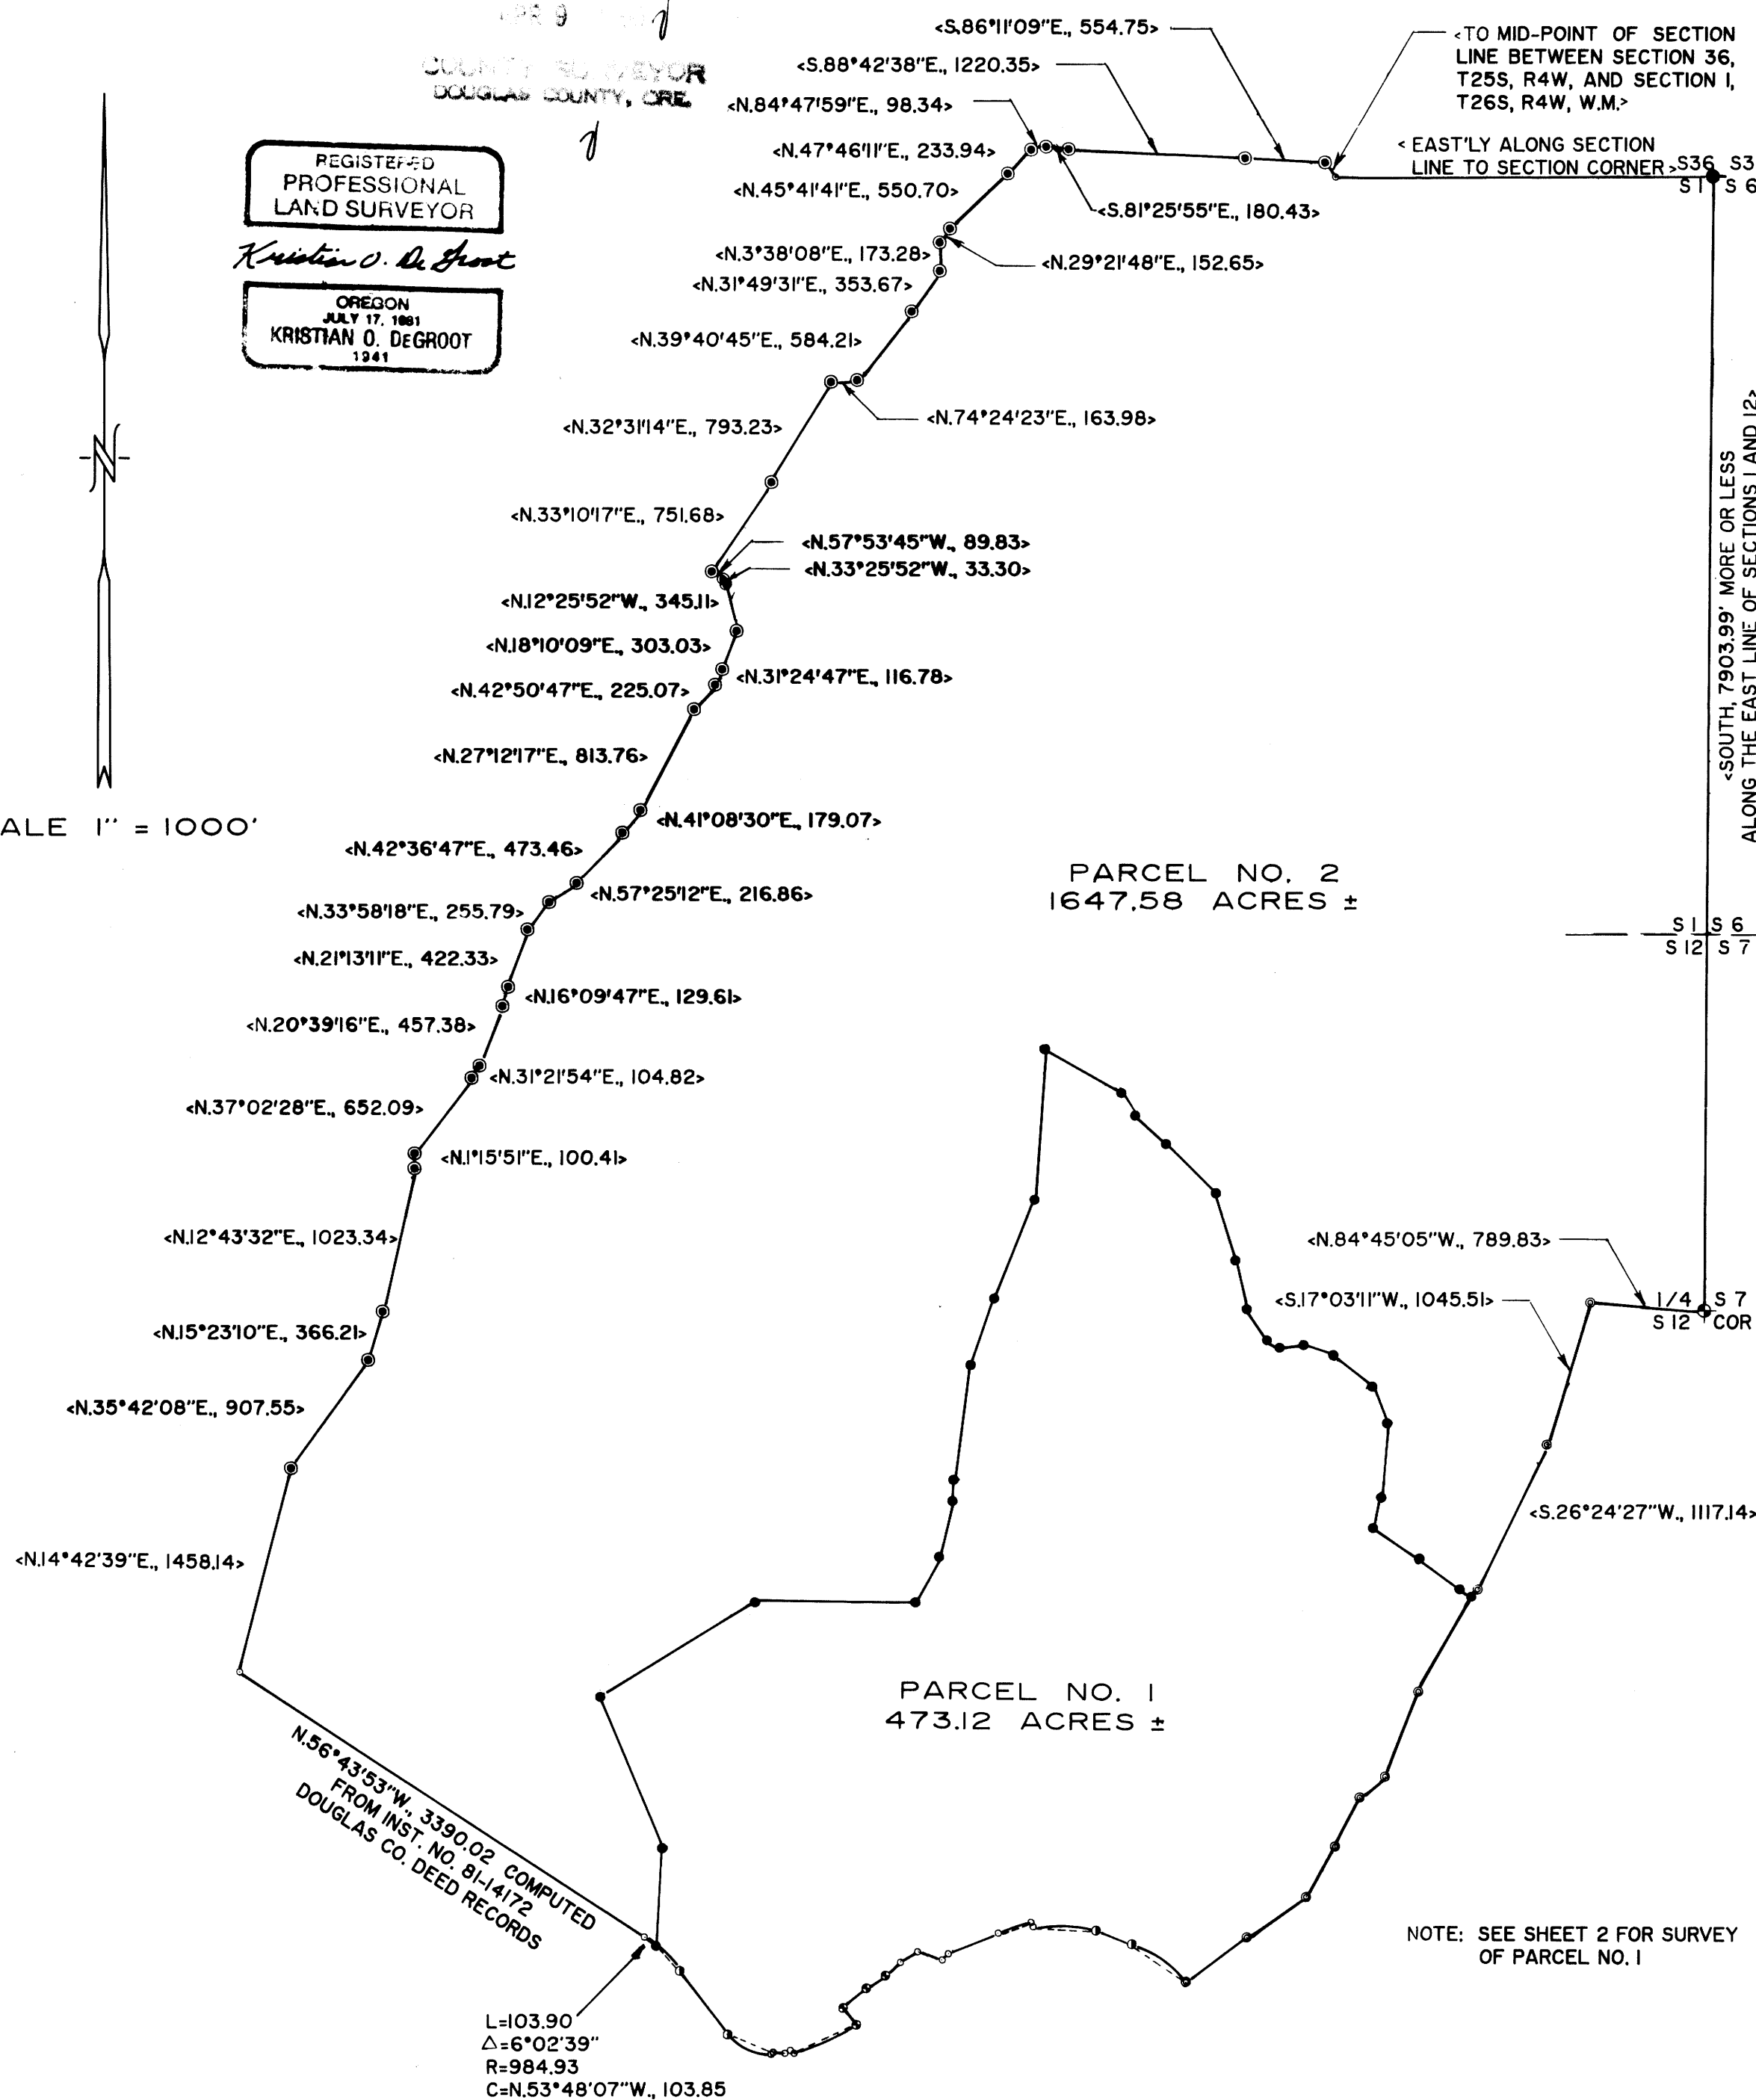 APR 9
COUNTY SURVEYOR
DOUGLAS COUNTY, ORE.
REGISTERED
PROFESSIONAL
LAND SURVEYOR
Kristian O. DeGroot
OREGON
JULY 17, 1981
KRISTIAN O. DeGROOT
1941
N
ALE 1" = 1000'
<S.86°11'09"E., 554.75>
<S.88°42'38"E., 1220.35>
<N.84°47'59"E., 98.34>
<N.47°46'11"E., 233.94>
<N.45°41'41"E., 550.70>
<S.81°25'55"E., 180.43>
<N.3°38'08"E., 173.28>
<N.29°21'48"E., 152.65>
<N.31°49'31"E., 353.67>
<N.39°40'45"E., 584.21>
<N.74°24'23"E., 163.98>
<N.32°31'14"E., 793.23>
<N.33°10'17"E., 751.68>
<N.57°53'45"W., 89.83>
<N.33°25'52"W., 33.30>
<N.12°25'52"W., 345.11>
<N.18°10'09"E., 303.03>
<N.31°24'47"E., 116.78>
<N.42°50'47"E., 225.07>
<N.27°12'17"E., 813.76>
<N.41°08'30"E., 179.07>
<N.42°36'47"E., 473.46>
<N.57°25'12"E., 216.86>
<N.33°58'18"E., 255.79>
<N.21°13'11"E., 422.33>
<N.16°09'47"E., 129.61>
<N.20°39'16"E., 457.38>
<N.31°21'54"E., 104.82>
<N.37°02'28"E., 652.09>
<N.1°15'51"E., 100.41>
<N.12°43'32"E., 1023.34>
<N.15°23'10"E., 366.21>
<N.35°42'08"E., 907.55>
<N.14°42'39"E., 1458.14>
N.56°43'53"W., 3390.02 COMPUTED
FROM INST. NO. 81-14172
DOUGLAS CO. DEED RECORDS
L=103.90
△=6°02'39"
R=984.93
C=N.53°48'07"W., 103.85
<TO MID-POINT OF SECTION
LINE BETWEEN SECTION 36,
T25S, R4W, AND SECTION 1,
T26S, R4W, W.M.>
<EAST'LY ALONG SECTION
LINE TO SECTION CORNER>
S36 S3
S1 S6
<SOUTH, 7903.99' MORE OR LESS
ALONG THE EAST LINE OF SECTIONS 1 AND 12>
PARCEL NO. 2
1647.58 ACRES ±
S1 S6
S12 S7
<N.84°45'05"W., 789.83>
<S.17°03'11"W., 1045.51>
1/4 S7
S12 COR
<S.26°24'27"W., 1117.14>
PARCEL NO. 1
473.12 ACRES ±
NOTE: SEE SHEET 2 FOR SURVEY
OF PARCEL NO. 1